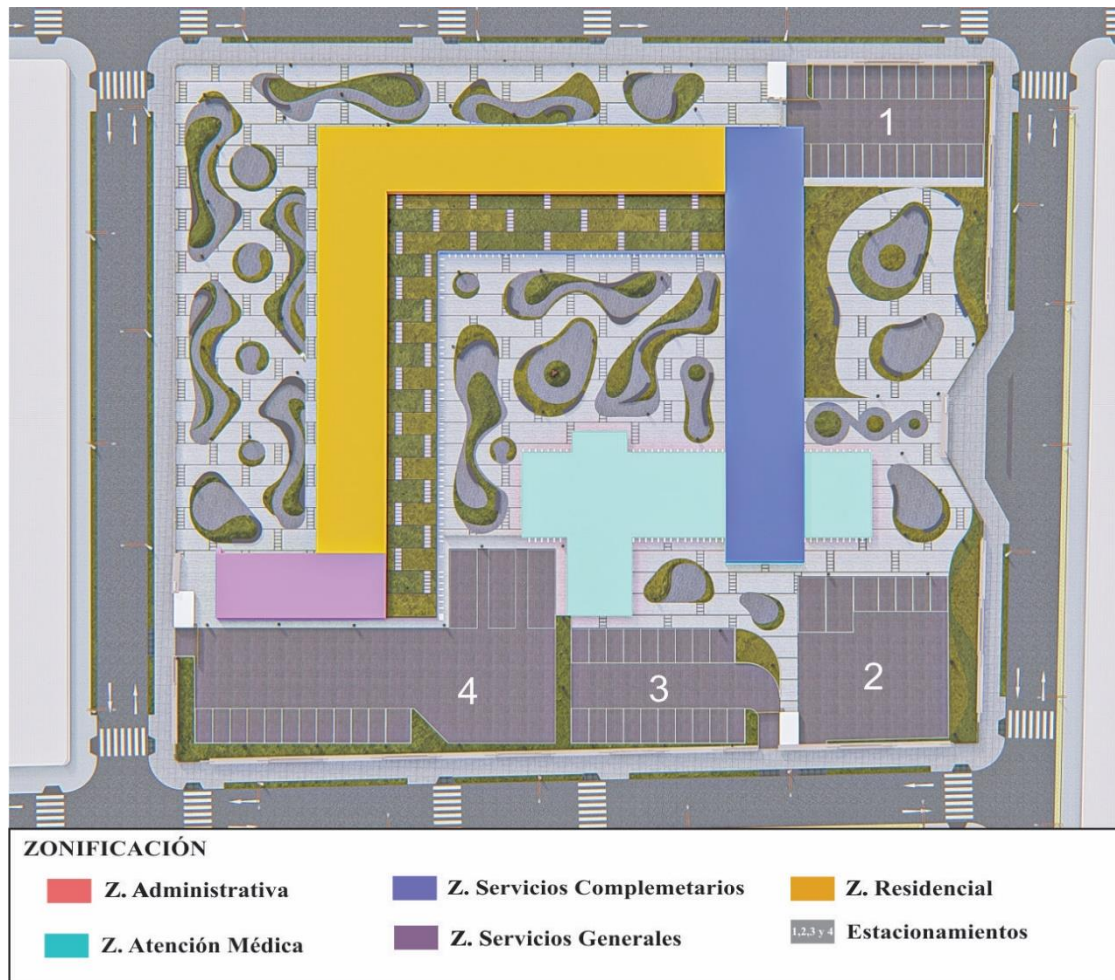 1
2
3
4
ZONIFICACIÓN
Z. Administrativa
Z. Servicios Complemetarios
Z. Residencial
Z. Atención Médica
Z. Servicios Generales
1,2,3 y 4 Estacionamientos